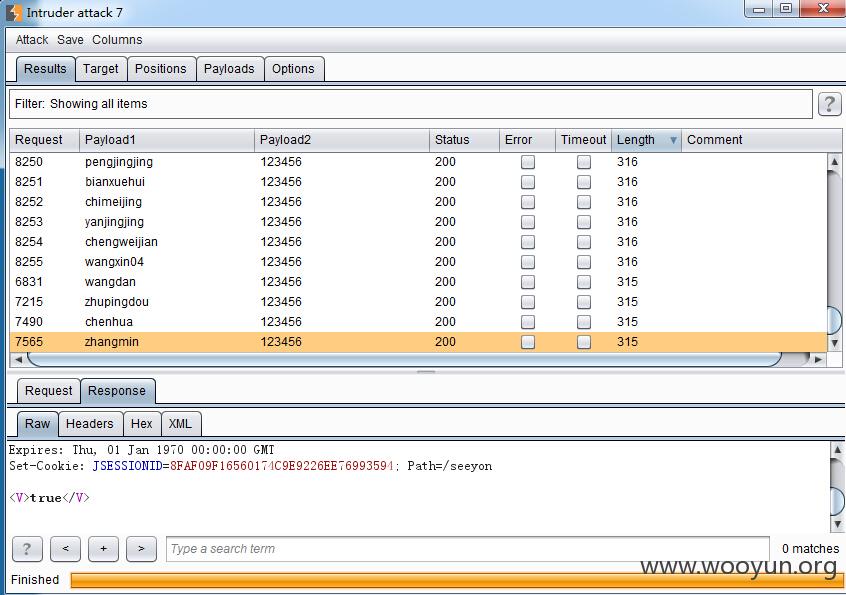 Intruder attack 7
Attack Save Columns
Results Target Positions Payloads Options
Filter: Showing all items ?
Request Payload1 Payload2 Status Error Timeout Length Comment
8250 pengjingjing 123456 200 316
8251 bianxuehui 123456 200 316
8252 chimeijing 123456 200 316
8253 yanjingjing 123456 200 316
8254 chengweijian 123456 200 316
8255 wangxin04 123456 200 316
6831 wangdan 123456 200 315
7215 zhupingdou 123456 200 315
7490 chenhua 123456 200 315
7565 zhangmin 123456 200 315
Request Response
Raw Headers Hex XML
Expires: Thu, 01 Jan 1970 00:00:00 GMT
Set-Cookie: JSESSIONID=8FAF09F16560174C9E9226EE76993594; Path=/seeyon
<V>true</V>
? < + > Type a search term 0 matches
www.wooyun.org
Finished